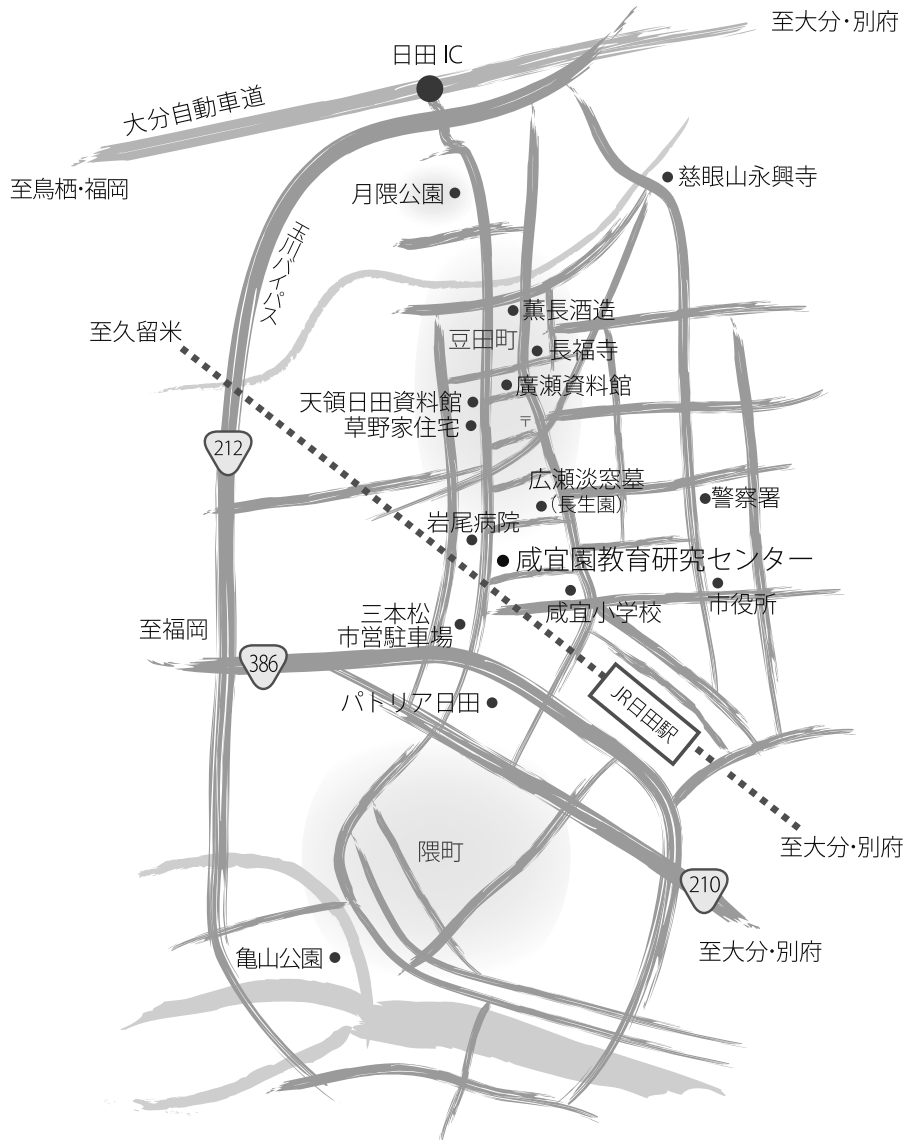 至大分・別府
日田 IC
大分自動車道
至鳥栖・福岡
慈眼山永興寺
月隈公園
玉川バイパス
薫長酒造
至久留米
豆田町
長福寺
廣瀬資料館
天領日田資料館
草野家住宅
〒
212
広瀬淡窓墓
（長生園）
警察署
岩尾病院
咸宜園教育研究センター
市役所
咸宜小学校
三本松
市営駐車場
至福岡
386
パトリア日田
JR日田駅
隈町
至大分・別府
210
至大分・別府
亀山公園